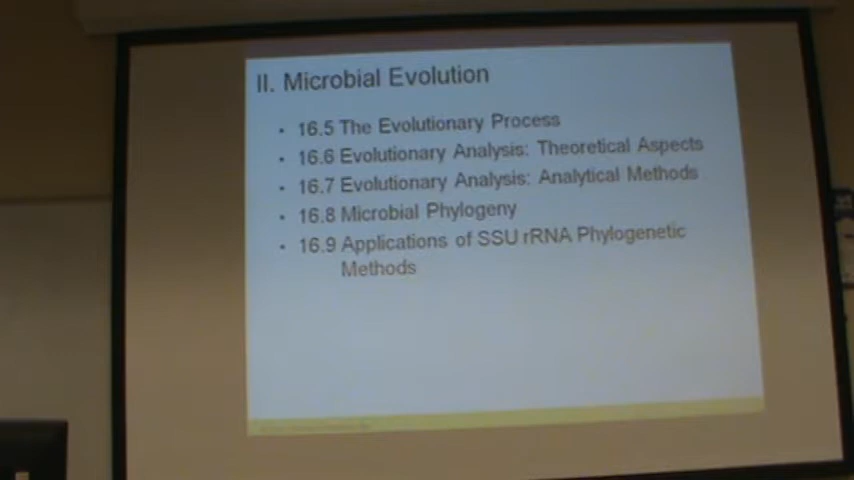 II. Microbial Evolution
• 16.5 The Evolutionary Process
• 16.6 Evolutionary Analysis: Theoretical Aspects
• 16.7 Evolutionary Analysis: Analytical Methods
• 16.8 Microbial Phylogeny
• 16.9 Applications of SSU rRNA Phylogenetic
Methods